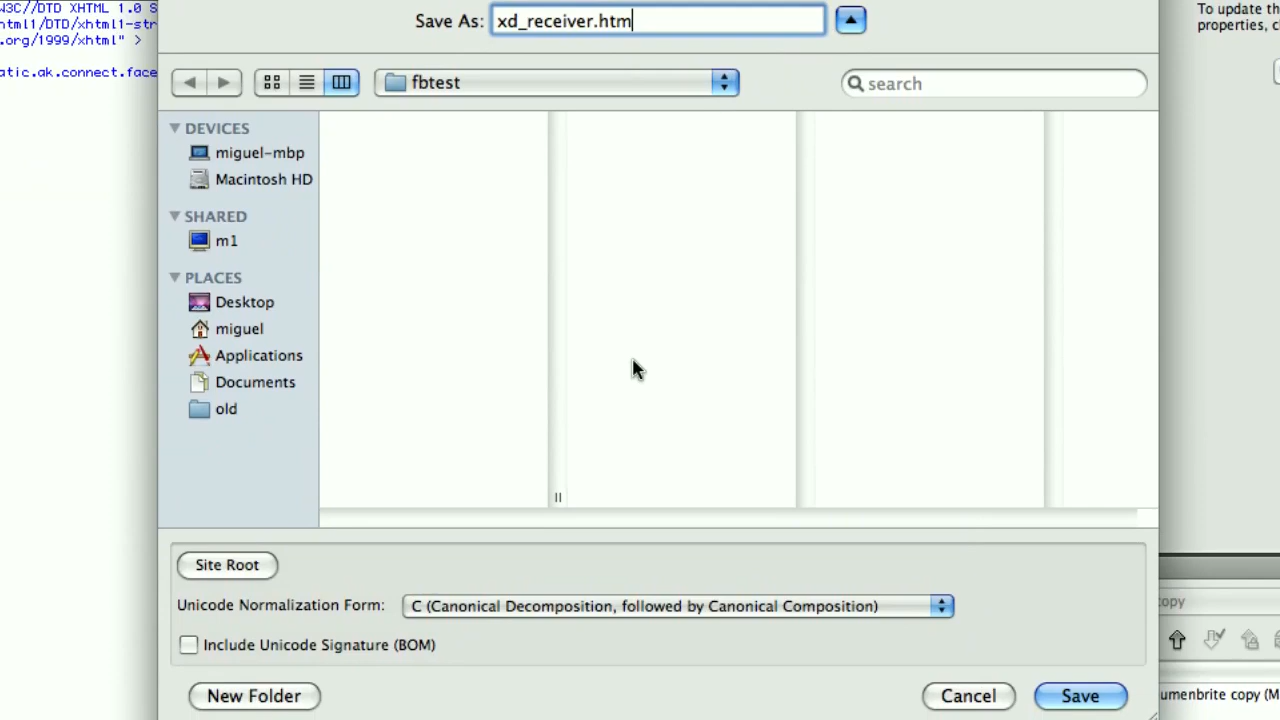 W3C//DTD XHTML 1.0 S
html1/DTD/xhtml1-str
.org/1999/xhtml" >
atic.ak.connect.face
Save As: xd_receiver.htm
To update th
properties, c
fbtest
search
DEVICES
miguel-mbp
Macintosh HD
SHARED
m1
PLACES
Desktop
miguel
Applications
Documents
old
Site Root
Unicode Normalization Form: C (Canonical Decomposition, followed by Canonical Composition)
Include Unicode Signature (BOM)
New Folder
Cancel
Save
copy
umenbrite copy (M